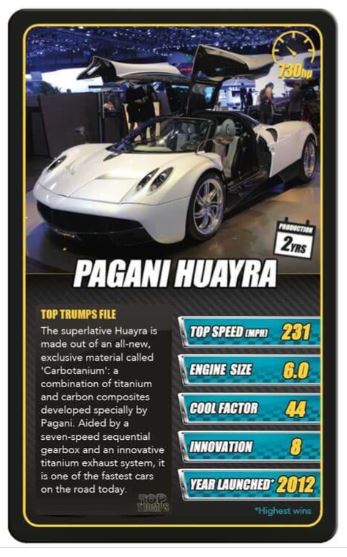 730hp
PRODUCTION
2YRS
PAGANI HUAYRA
TOP TRUMPS FILE
The superlative Huayra is
made out of an all-new,
exclusive material called
'Carbotanium': a
combination of titanium
and carbon composites
developed specially by
Pagani. Aided by a
seven-speed sequential
gearbox and an innovative
titanium exhaust system, it
is one of the fastest cars
on the road today.
TOP TRUMPS
TOP SPEED (MPH) 231
ENGINE SIZE 6.0
COOL FACTOR 44
INNOVATION 8
YEAR LAUNCHED* 2012
*Highest wins